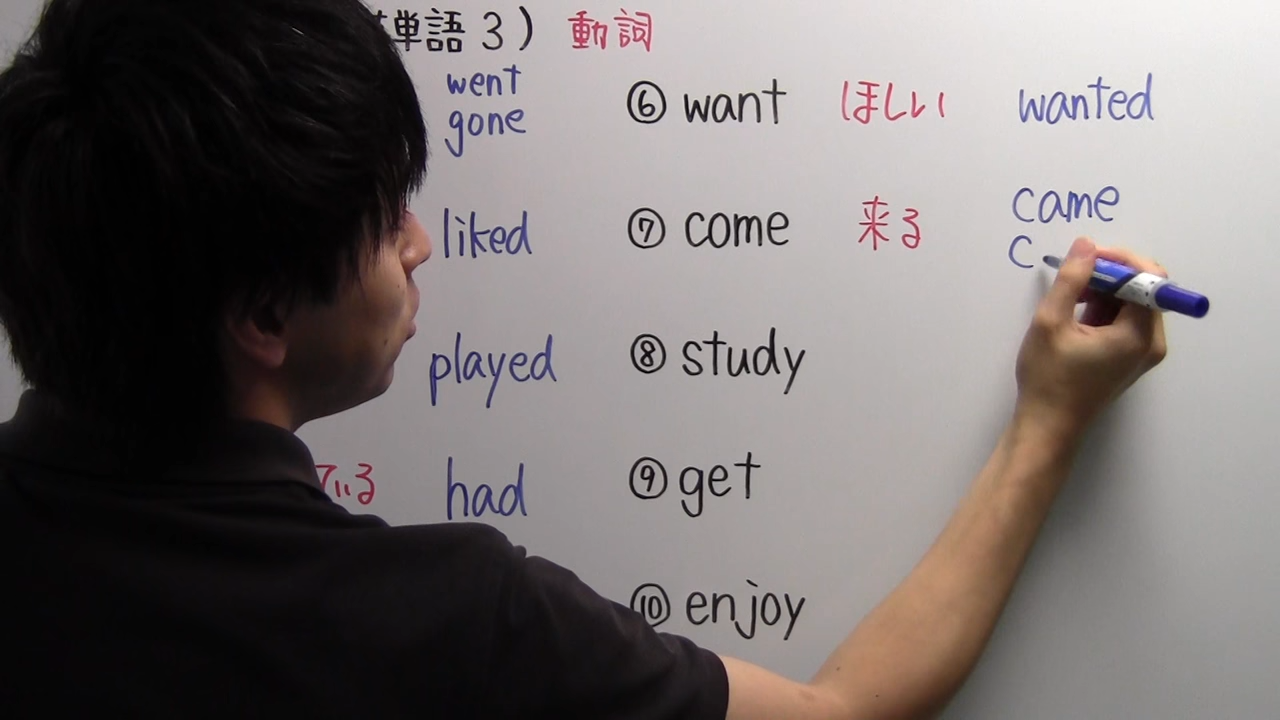 単語3) 動詞
went
gone
⑥ want ほしい wanted
liked
⑦ come 来る came
c
played
⑧ study
ている had
⑨ get
⑩ enjoy